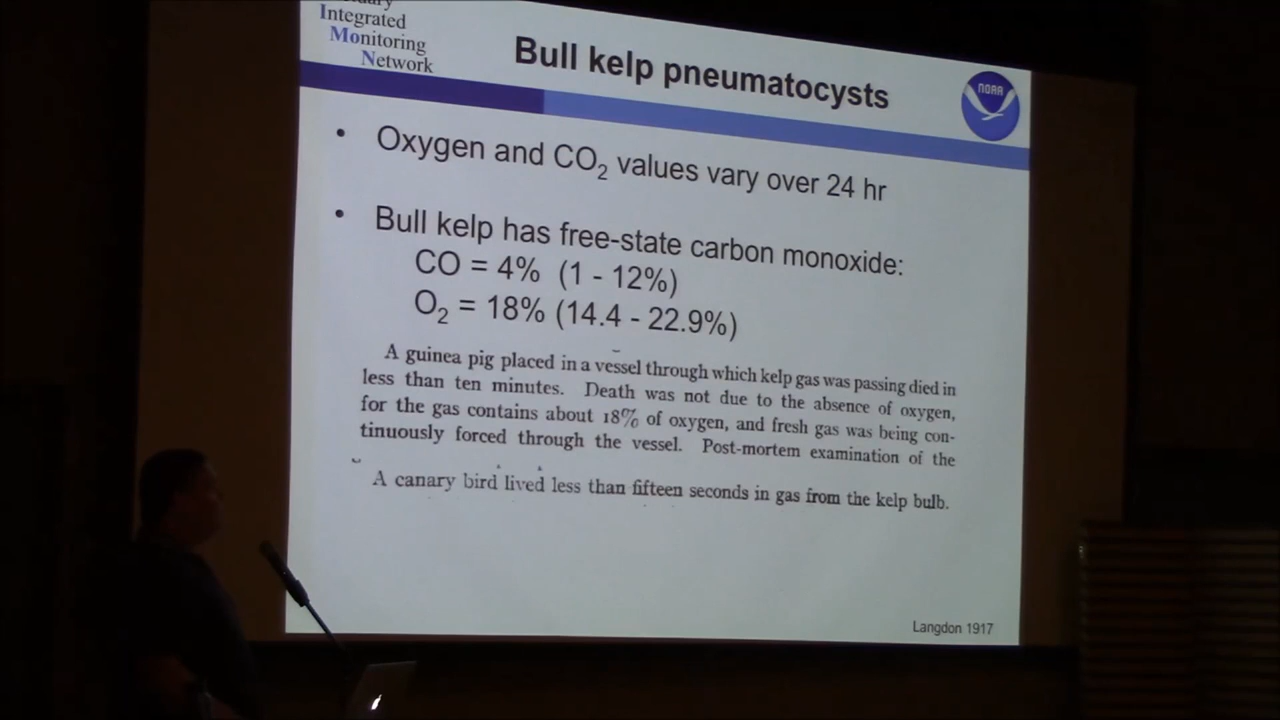 Integrated
Monitoring
Network
Bull kelp pneumatocysts
NOAA
• Oxygen and CO₂ values vary over 24 hr
• Bull kelp has free-state carbon monoxide:
CO = 4% (1 - 12%)
O₂ = 18% (14.4 - 22.9%)
A guinea pig placed in a vessel through which kelp gas was passing died in
less than ten minutes. Death was not due to the absence of oxygen,
for the gas contains about 18% of oxygen, and fresh gas was being con-
tinuously forced through the vessel. Post-mortem examination of the
A canary bird lived less than fifteen seconds in gas from the kelp bulb.
Langdon 1917